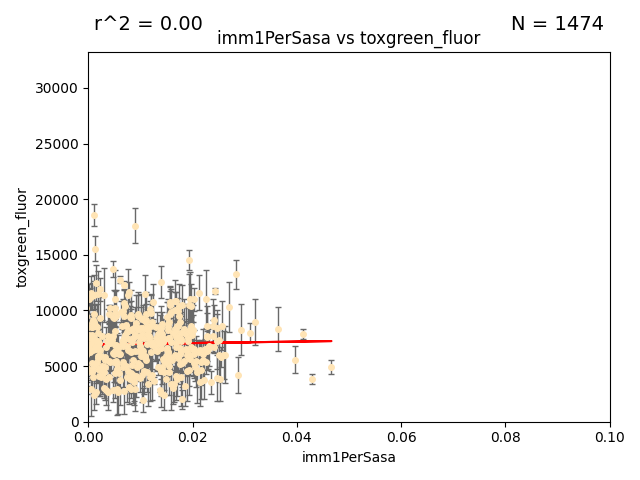 r^2 = 0.00
N = 1474
imm1PerSasa vs toxgreen_fluor
toxgreen_fluor
30000
25000
20000
15000
10000
5000
0
0.00
0.02
0.04
0.06
0.08
0.10
imm1PerSasa